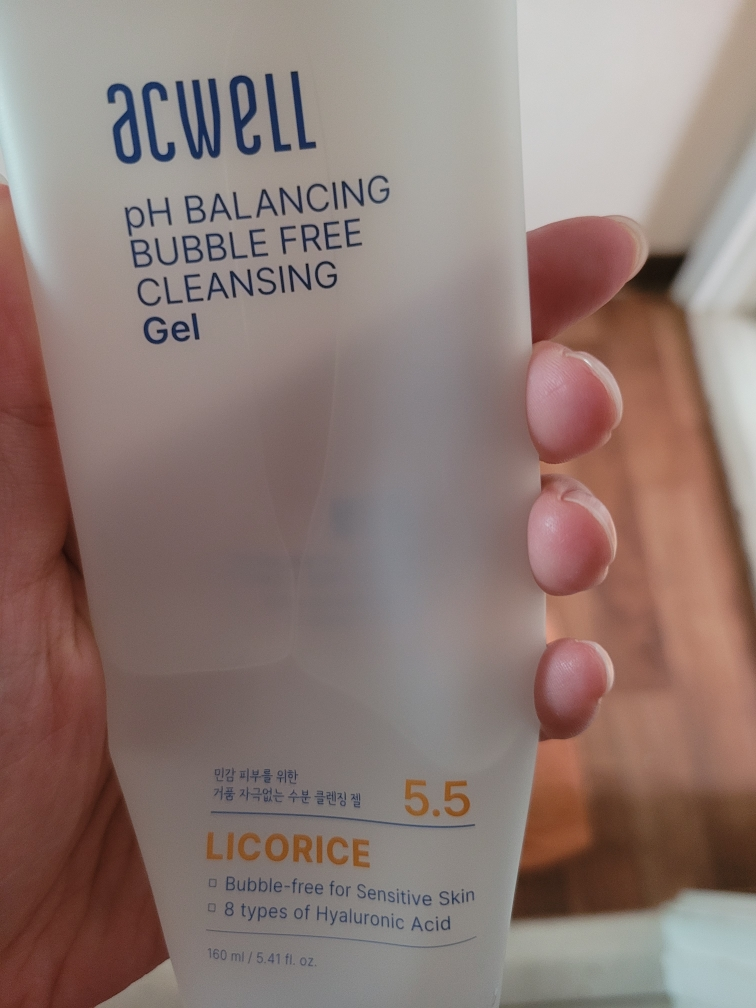 acwell
pH BALANCING
BUBBLE FREE
CLEANSING
Gel
민감 피부를 위한
거품 자극없는 수분 클렌징 젤
5.5
LICORICE
□ Bubble-free for Sensitive Skin
□ 8 types of Hyaluronic Acid
160 ml / 5.41 fl. oz.